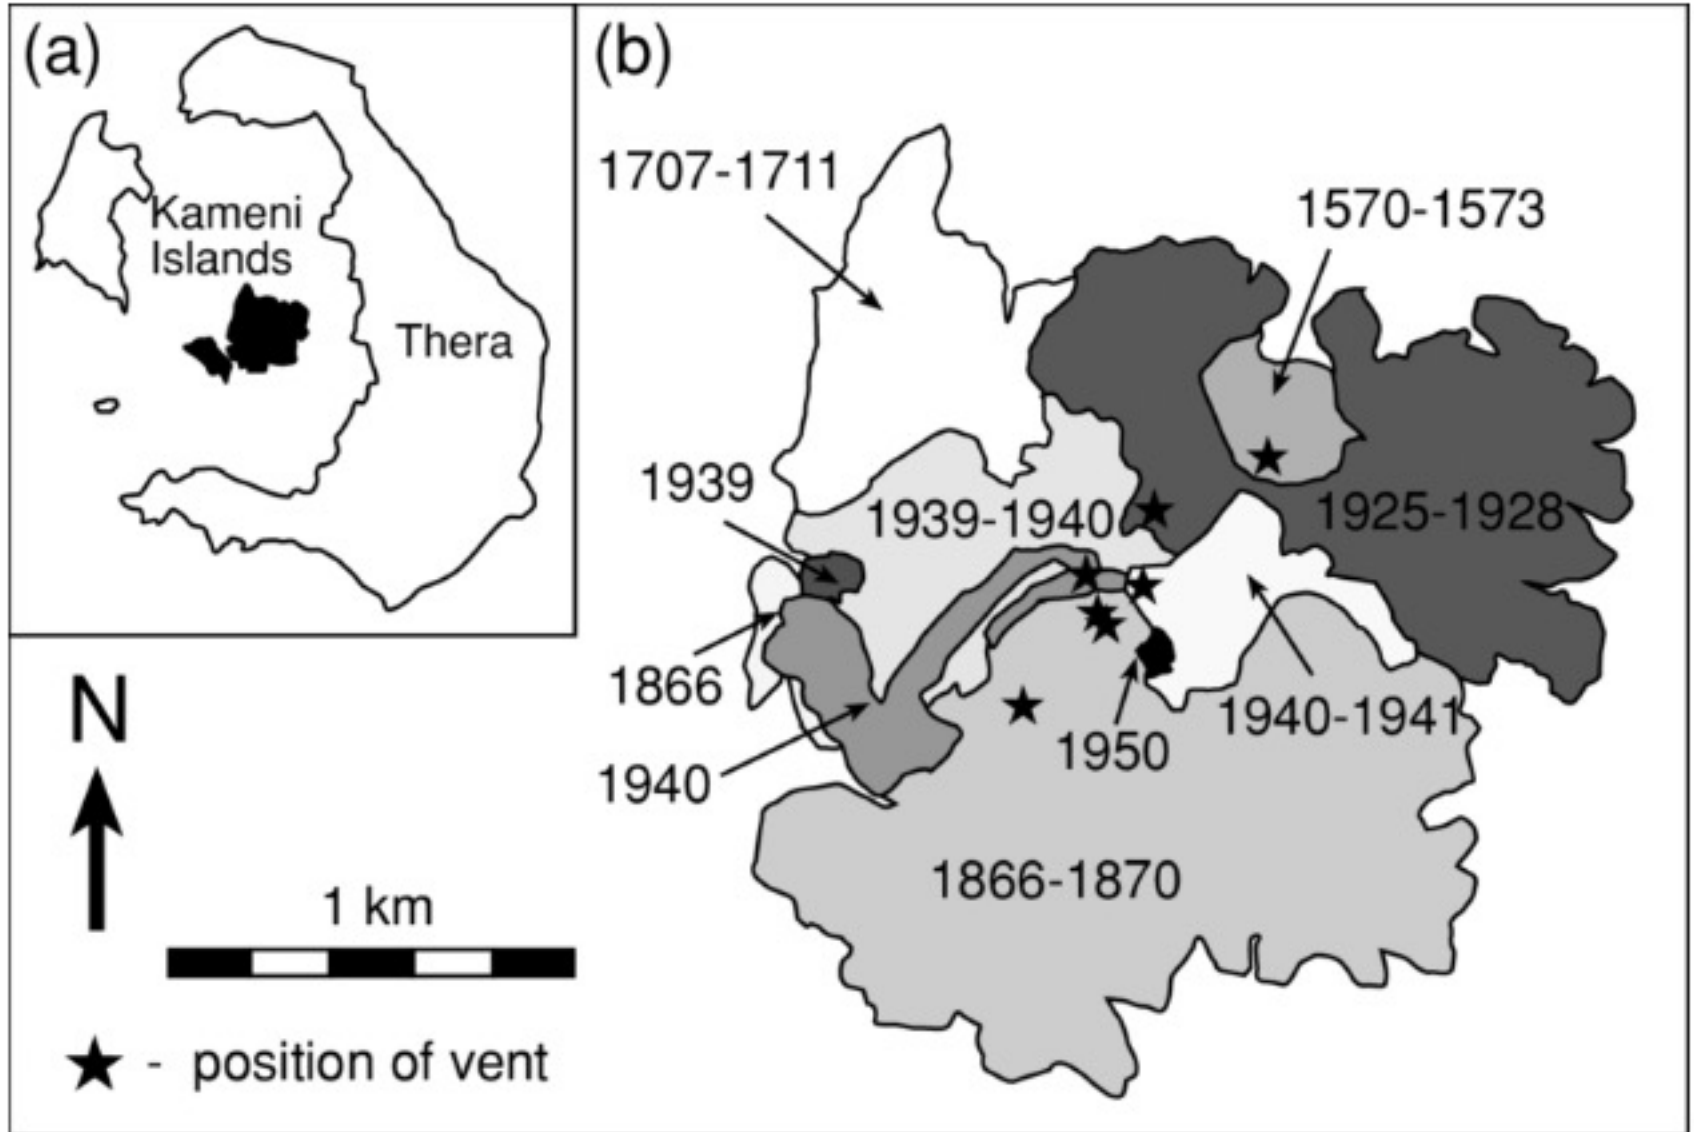 (a)
Kameni
Islands
Thera
(b)
1707-1711
1570-1573
1939
1939-1940
1925-1928
1866
1940-1941
1950
1940
1866-1870
N
1 km
- position of vent